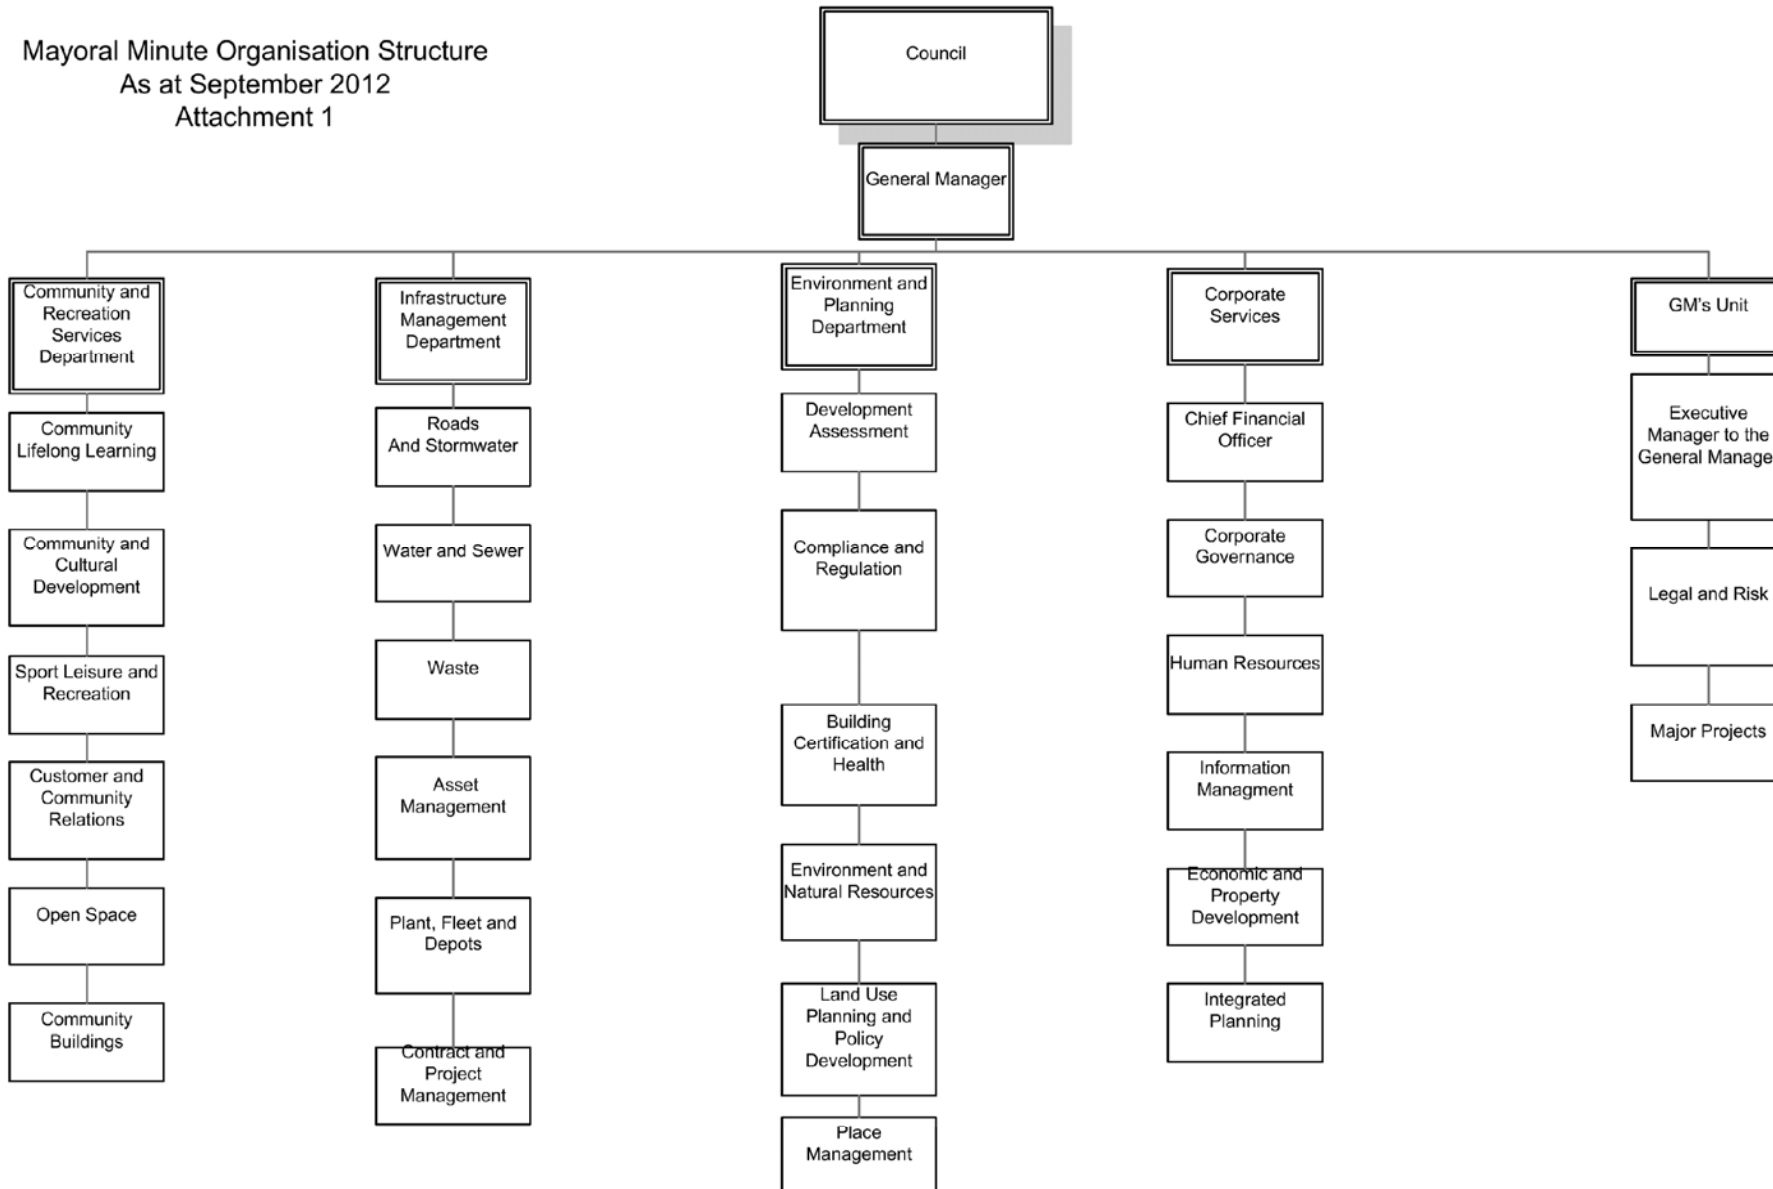 Mayoral Minute Organisation Structure
As at September 2012
Attachment 1
Council
General Manager
Community and
Recreation
Services
Department
Community
Lifelong Learning
Community and
Cultural
Development
Sport Leisure and
Recreation
Customer and
Community
Relations
Open Space
Community
Buildings
Infrastructure
Management
Department
Roads
And Stormwater
Water and Sewer
Waste
Asset
Management
Plant, Fleet and
Depots
Contract and
Project
Management
Environment and
Planning
Department
Development
Assessment
Compliance and
Regulation
Building
Certification and
Health
Environment and
Natural Resources
Land Use
Planning and
Policy
Development
Place
Management
Corporate
Services
Chief Financial
Officer
Corporate
Governance
Human Resources
Information
Managment
Economic and
Property
Development
Integrated
Planning
GM's Unit
Executive
Manager to the
General Manage
Legal and Risk
Major Projects